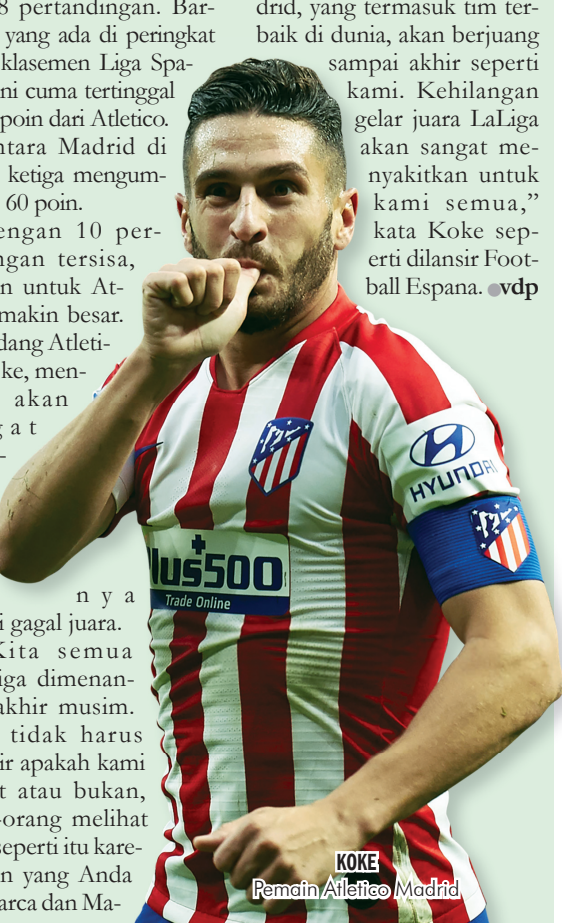 8 pertandingan. Bar-
yang ada di peringkat
klasemen Liga Spa-
ni cuma tertinggal
poin dari Atletico.
ntara Madrid di
ketiga mengum-
60 poin.
engan 10 per-
ngan tersisa,
n untuk At-
makin besar.
dang Atleti-
ke, men-
akan
gat
-
nya
i gagal juara.
Kita semua
iga dimenan-
akhir musim.
tidak harus
ir apakah kami
t atau bukan,
-orang melihat
seperti itu kare-
n yang Anda
arca dan Ma-
drid, yang termasuk tim ter-
baik di dunia, akan berjuang
sampai akhir seperti
kami. Kehilangan
gelar juara LaLiga
akan sangat me-
nyakitkan untuk
kami semua,”
kata Koke sep-
erti dilansir Foot-
ball Espana. ●vdp
HYUNDAI
lus500
Trade Online
KOKE
Pemain Atletico Madrid